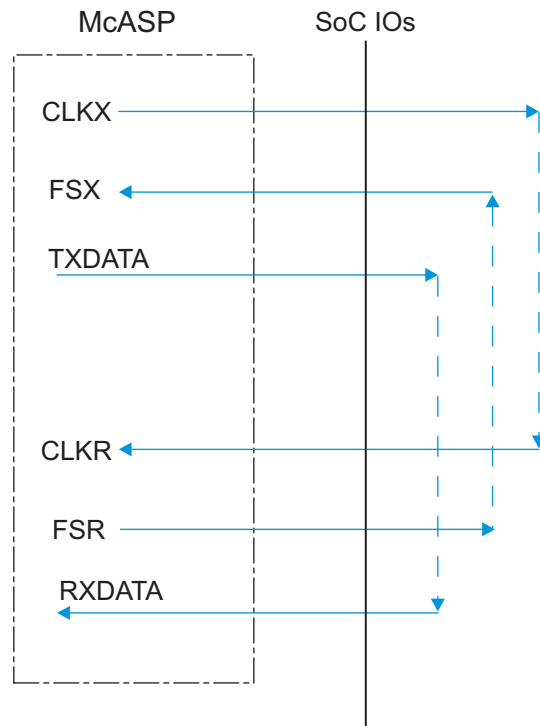 McASP
SoC IOs
CLKX
FSX
TXDATA
CLKR
FSR
RXDATA